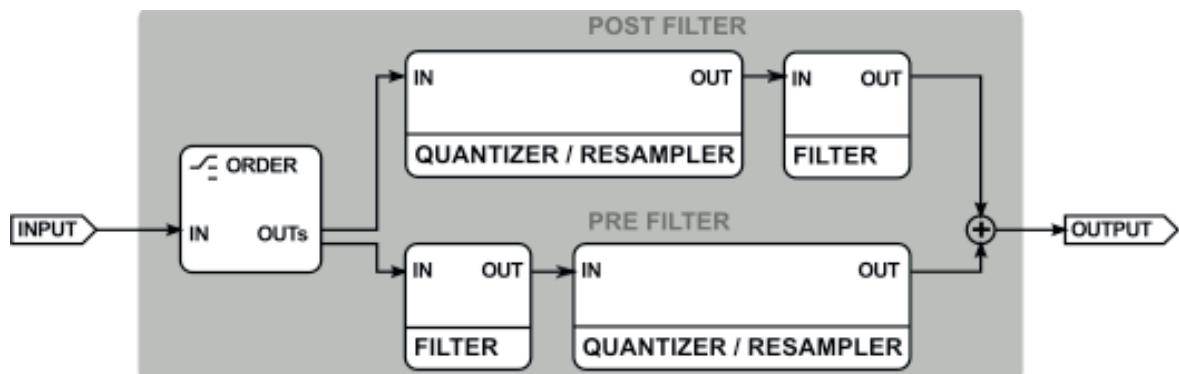 POST FILTER
IN OUT
QUANTIZER / RESAMPLER
IN OUT
FILTER
ORDER
IN OUTs
INPUT
PRE FILTER
IN OUT
FILTER
IN OUT
QUANTIZER / RESAMPLER
+
OUTPUT